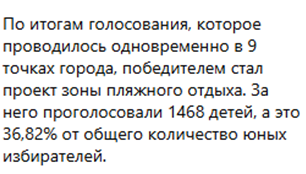 По итогам голосования, которое
проводилось одновременно в 9
точках города, победителем стал
проект зоны пляжного отдыха. За
него проголосовали 1468 детей, а это
36,82% от общего количество юных
избирателей.